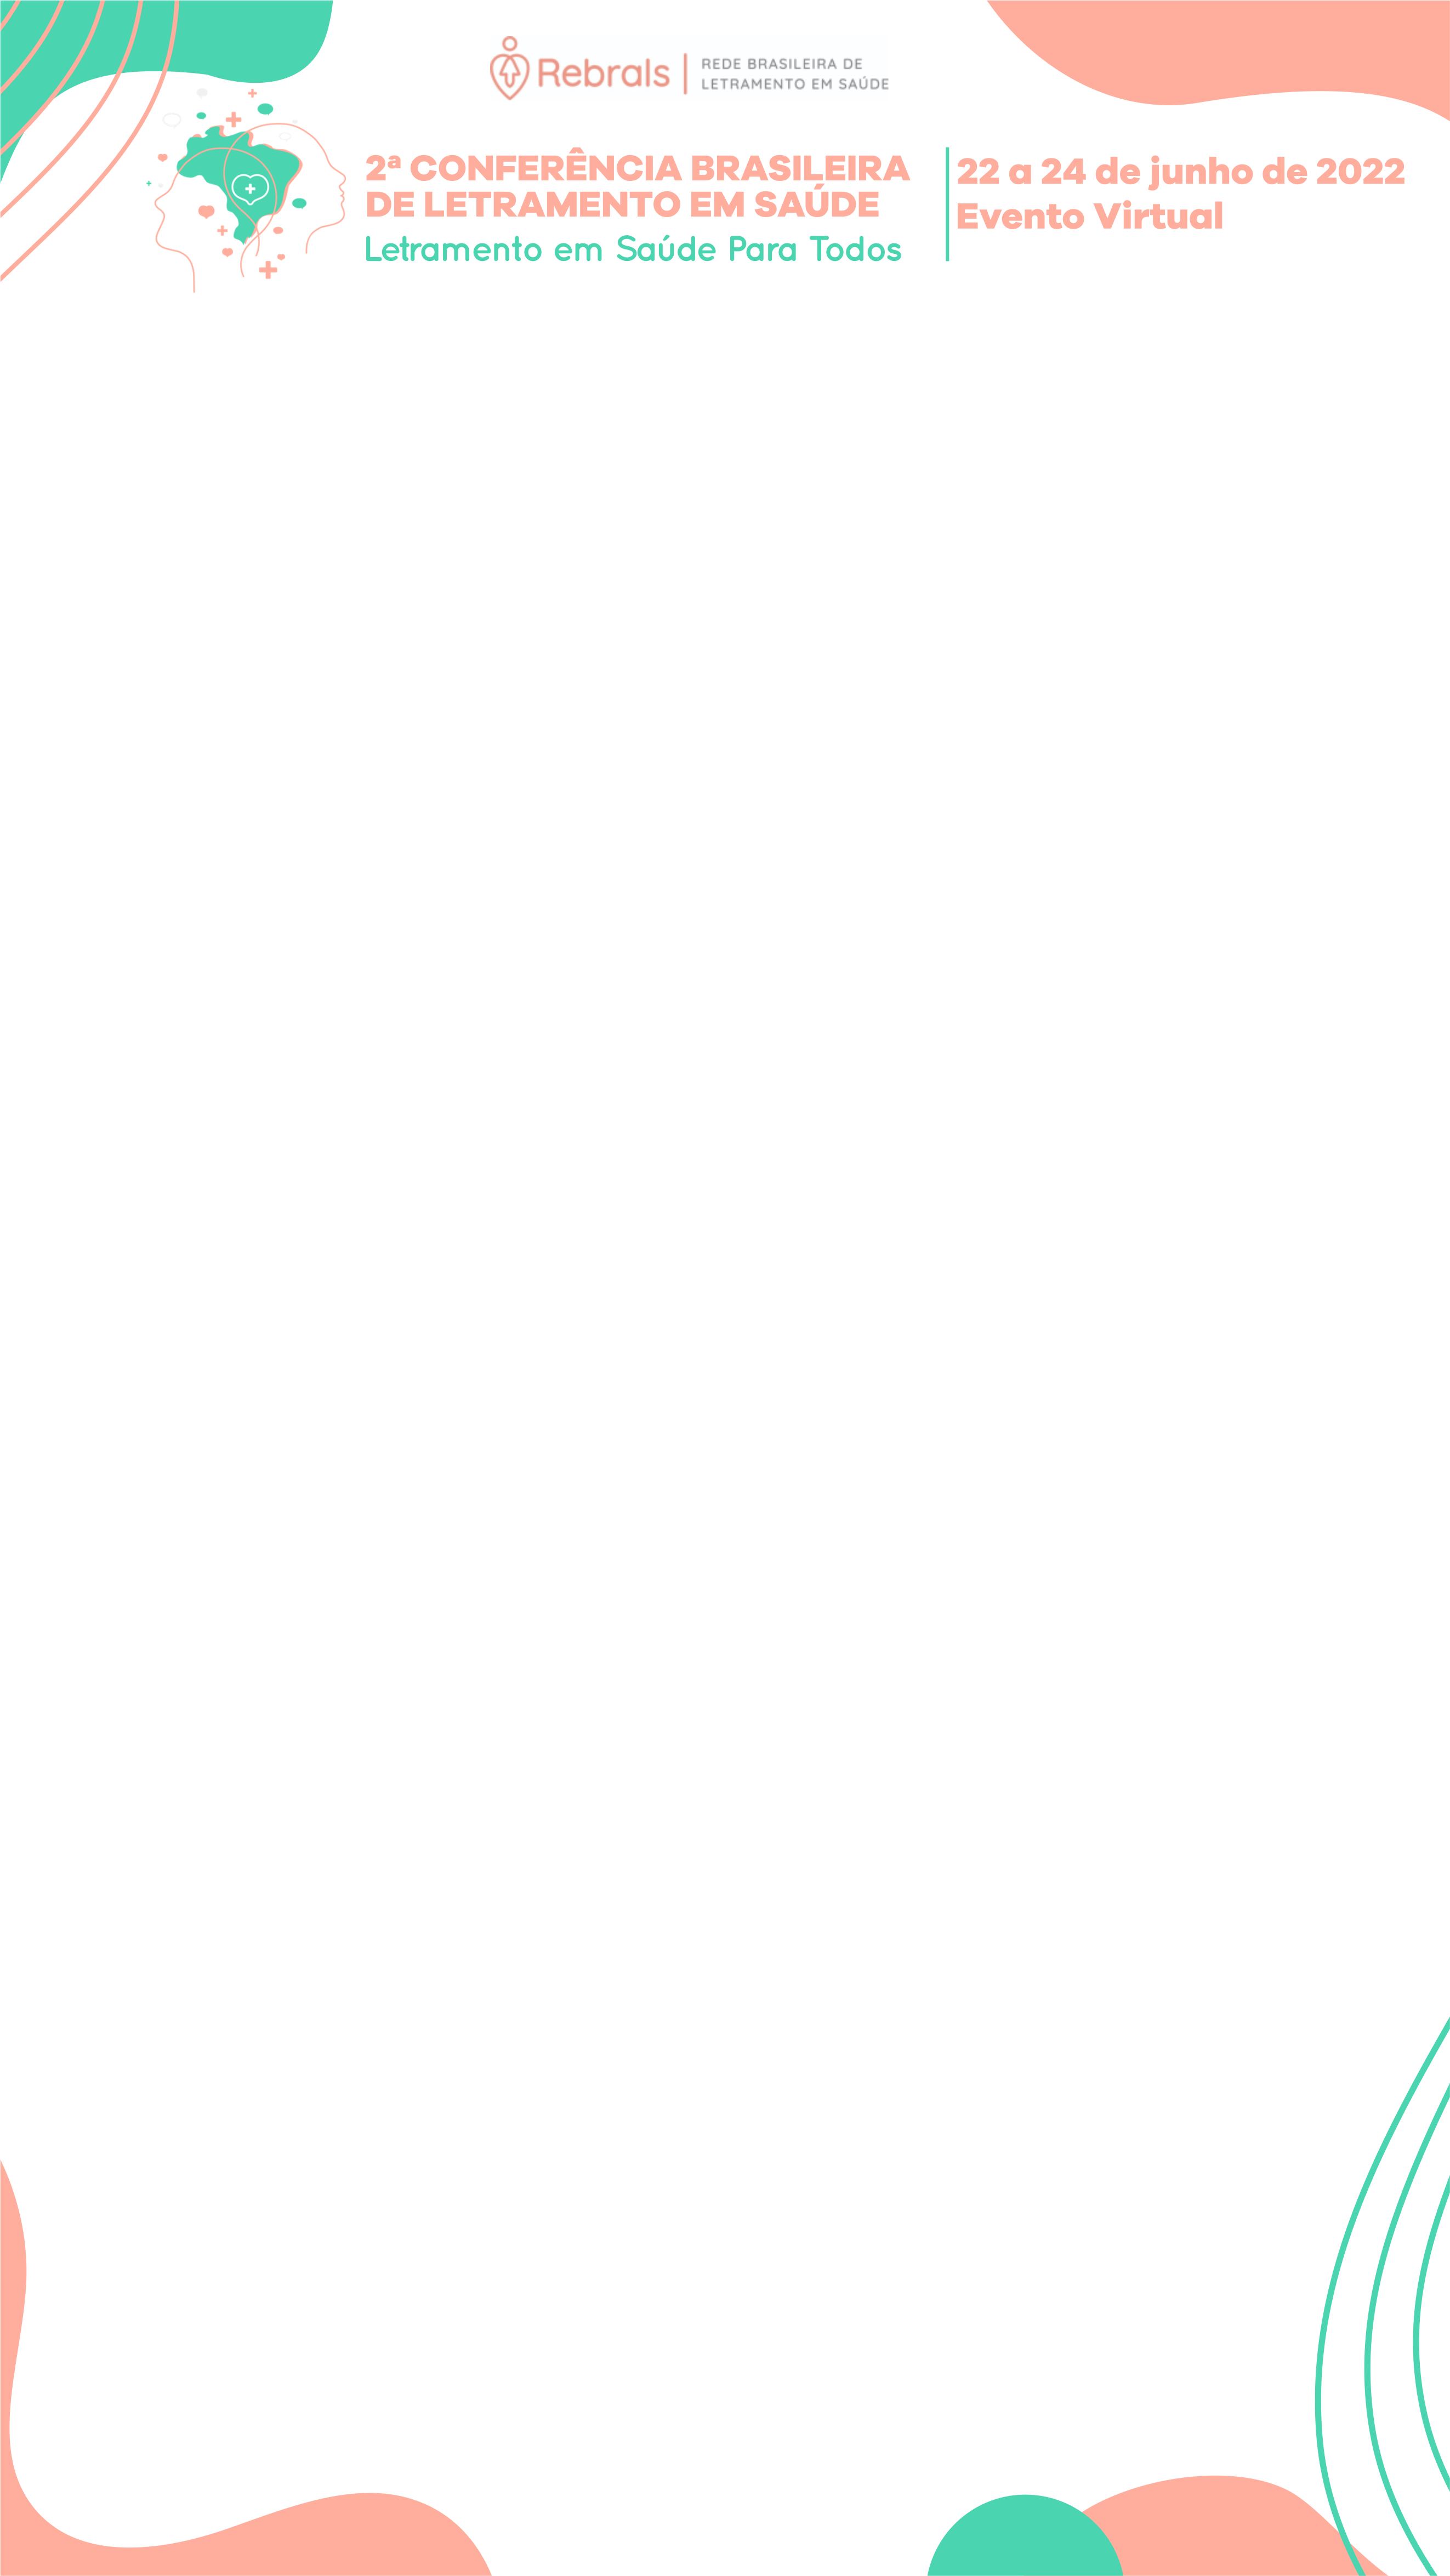 Rebrals
REDE BRASILEIRA DE
LETRAMENTO EM SAÚDE
2ª CONFERÊNCIA BRASILEIRA
DE LETRAMENTO EM SAÚDE
Letramento em Saúde Para Todos
22 a 24 de junho de 2022
Evento Virtual